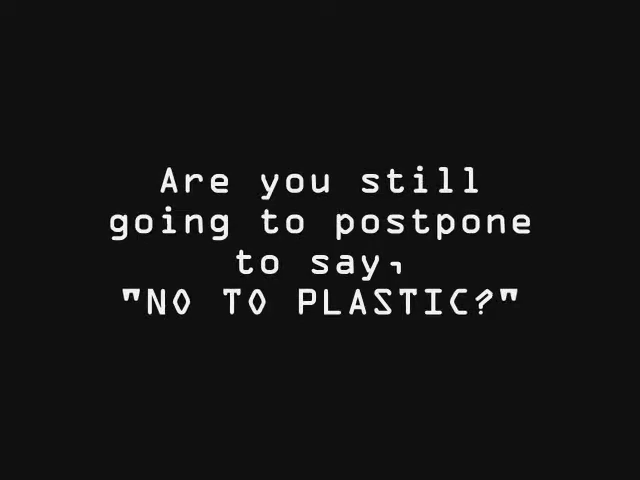 Are you still
going to postpone
to say,
"NO TO PLASTIC?"